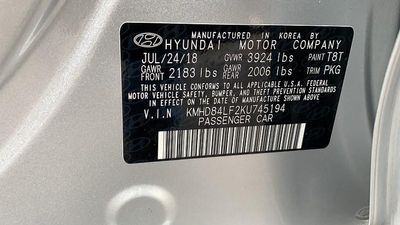 MANUFACTURED IN KOREA BY
HYUNDAI MOTOR COMPANY
JUL/24/18 GVWR 3924 lbs PAINT T8T
GAWR FRONT 2183 lbs GAWR REAR 2006 lbs TRIM PKG
THIS VEHICLE CONFORMS TO ALL APPLICABLE U.S.A. FEDERAL
MOTOR VEHICLE SAFETY, BUMPER, AND THEFT PREVENTION
STANDARDS IN EFFECT ON THE DATE OF MANUFACTURE SHOWN ABOVE.
V.I.N KMHD84LF2KU745194
PASSENGER CAR